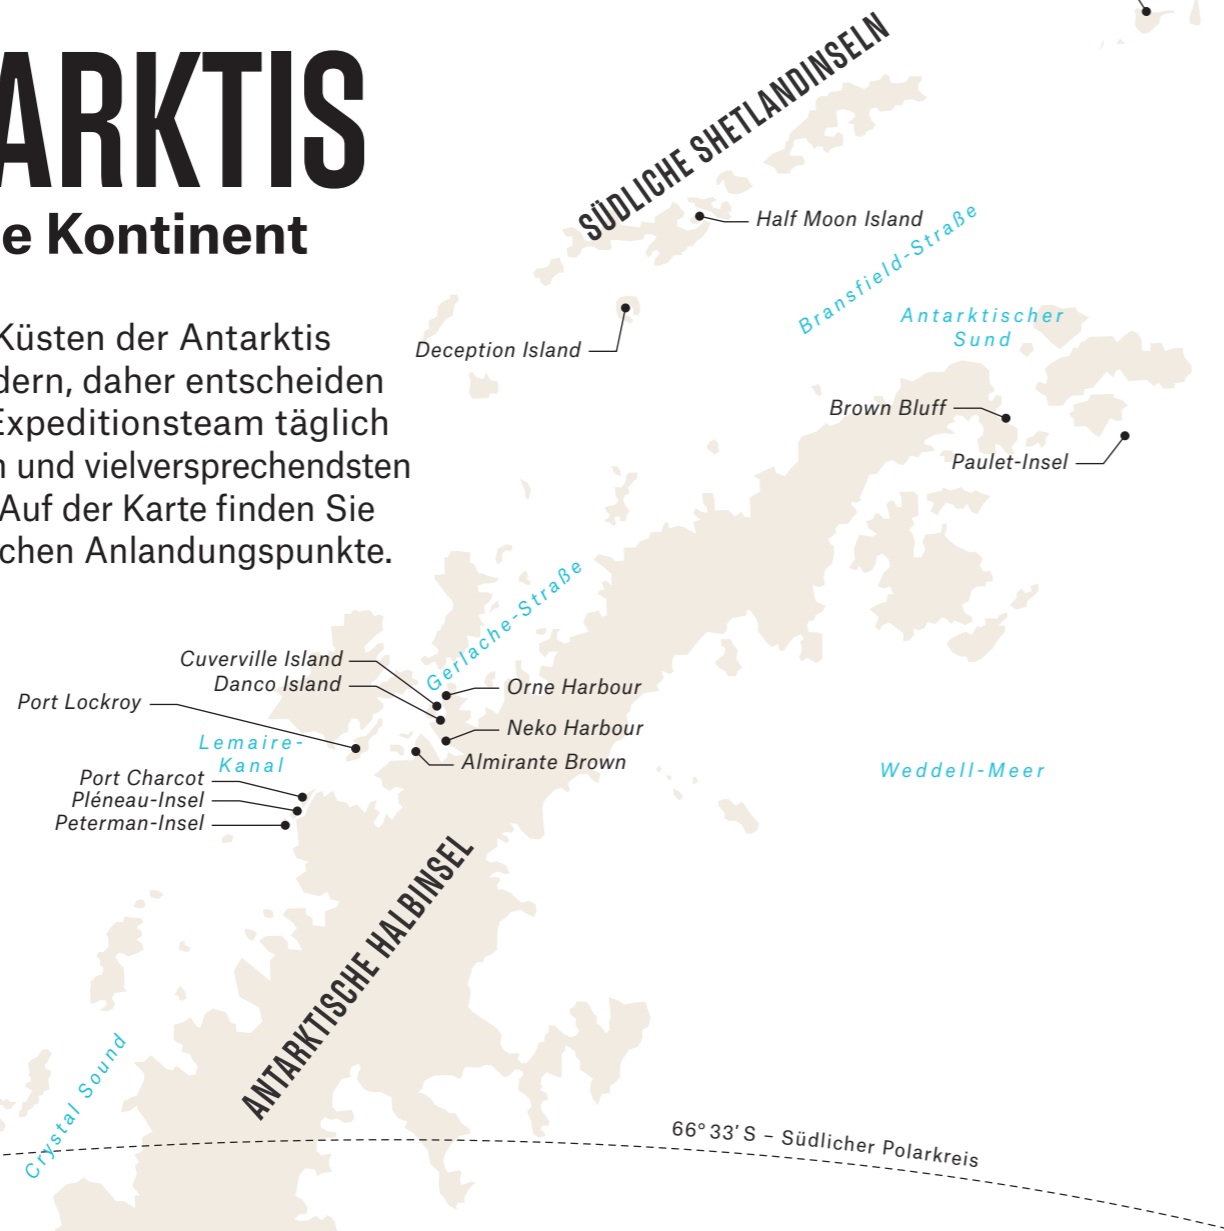 ARKTIS
e Kontinent
Küsten der Antarktis
dern, daher entscheiden
Expeditionsteam täglich
n und vielversprechendsten
Auf der Karte finden Sie
chen Anlandungspunkte.
SÜDLICHE SHETLANDINSELN
Half Moon Island
Bransfield-Straße
Antarktischer
Sund
Deception Island
Brown Bluff
Paulet-Insel
Gerlache-Straße
Cuverville Island
Danco Island
Port Lockroy
Orne Harbour
Neko Harbour
Almirante Brown
Lemaire-
Kanal
Port Charcot
Pléneau-Insel
Peterman-Insel
Weddell-Meer
ANTARKTISCHE HALBINSEL
Crystal Sound
66°33'S – Südlicher Polarkreis